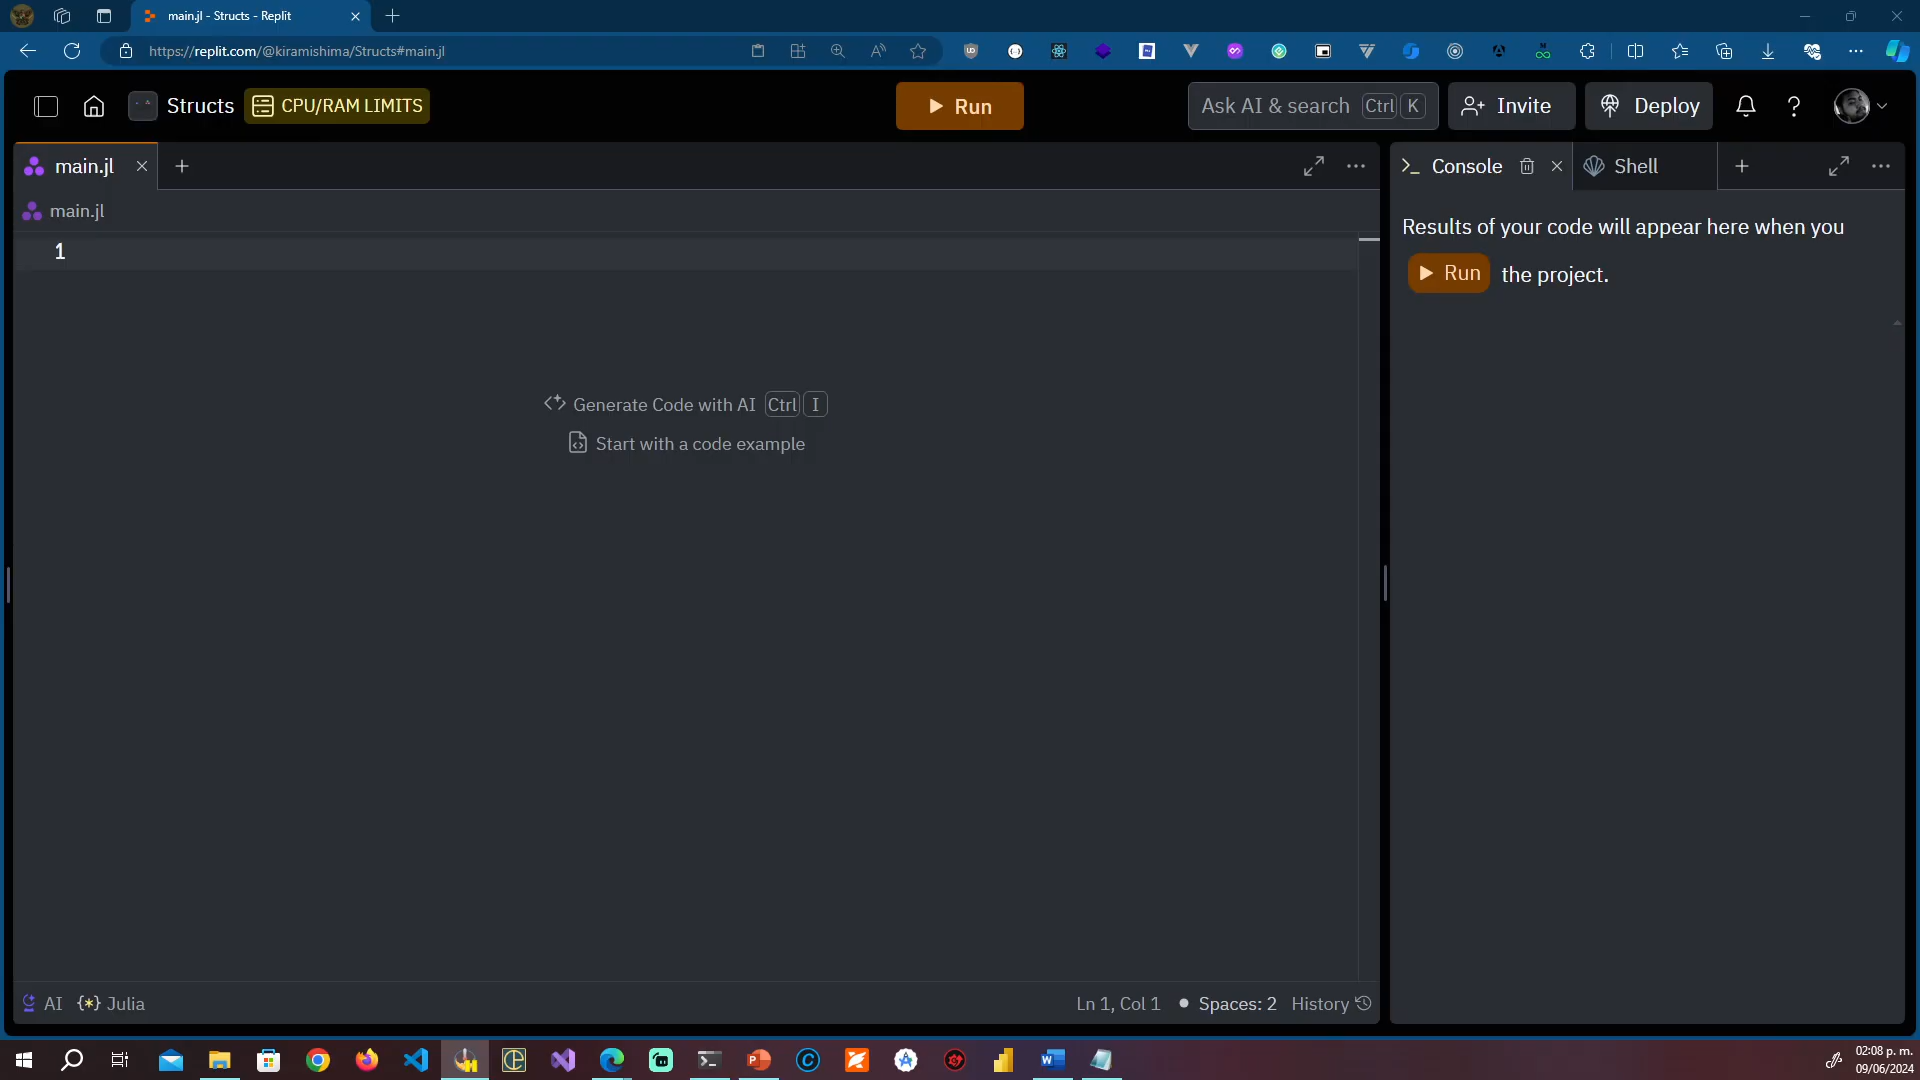 main.jl - Structs - Replit
https://replit.com/@kiramishima/Structs#main.jl
Structs CPU/RAM LIMITS Run Ask AI & search Ctrl K Invite Deploy
main.jl
Console Shell
main.jl
1
Results of your code will appear here when you
Run the project.
Generate Code with AI Ctrl I
Start with a code example
AI {*} Julia Ln 1, Col 1 Spaces: 2 History
02:08 p. m.
09/06/2024